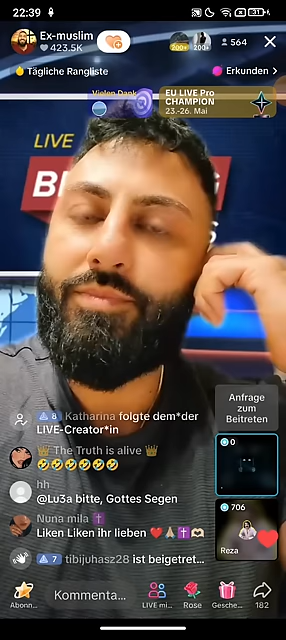 22:39
31
Ex-muslim
423.5K
200+
200+
564
Tägliche Rangliste
Erkunden >
Vielen Dank
EU LIVE Pro
CHAMPION
23.-26. Mai
LIVE
Anfrage
zum
Beitreten
8 Katharina folgte dem*der
LIVE-Creator*in
0
👑The Truth is alive 👑
🤣🤣🤣🤣🤣🤣
hh
@Lu3a bitte, Gottes Segen
706
Nuna mila ✝️
Liken Liken ihr lieben ❤️🙏🏼✝️🫶🏼
Reza
7 tibijuhasz28 ist beigetret...
Abonn...
Kommenta...
LIVE mi...
Rose
Gesche...
182